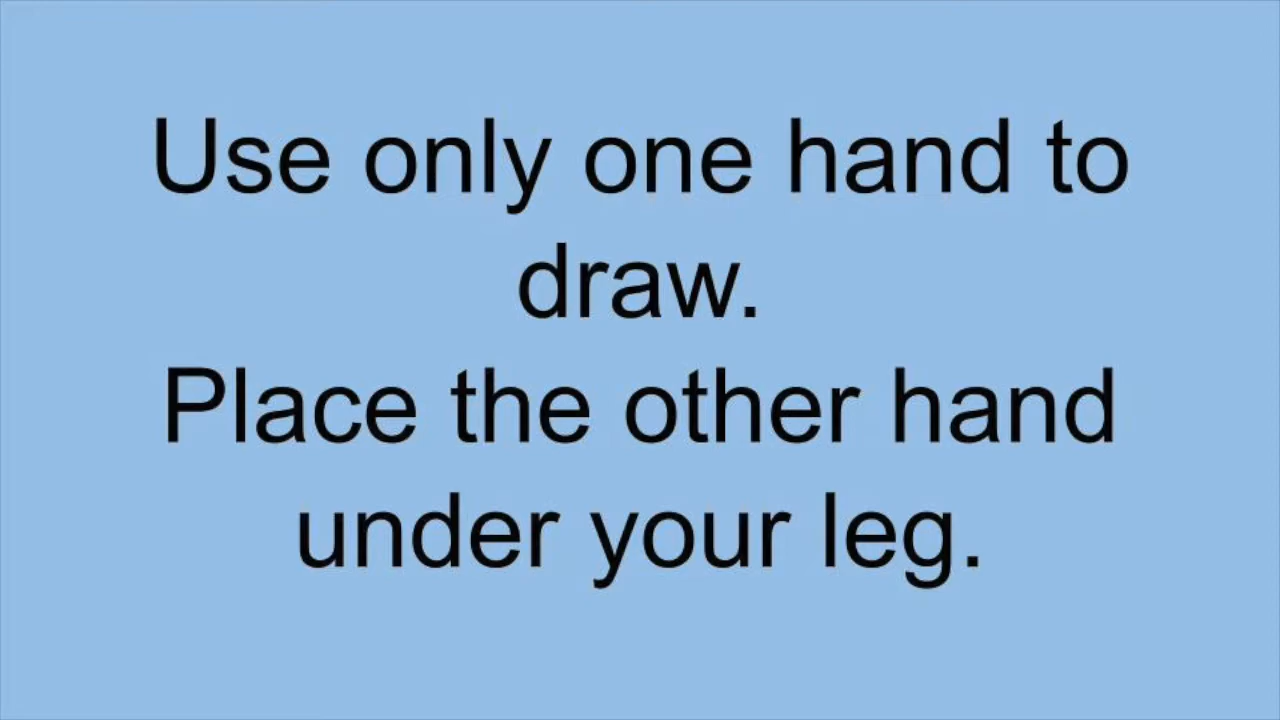 Use only one hand to
draw.
Place the other hand
under your leg.